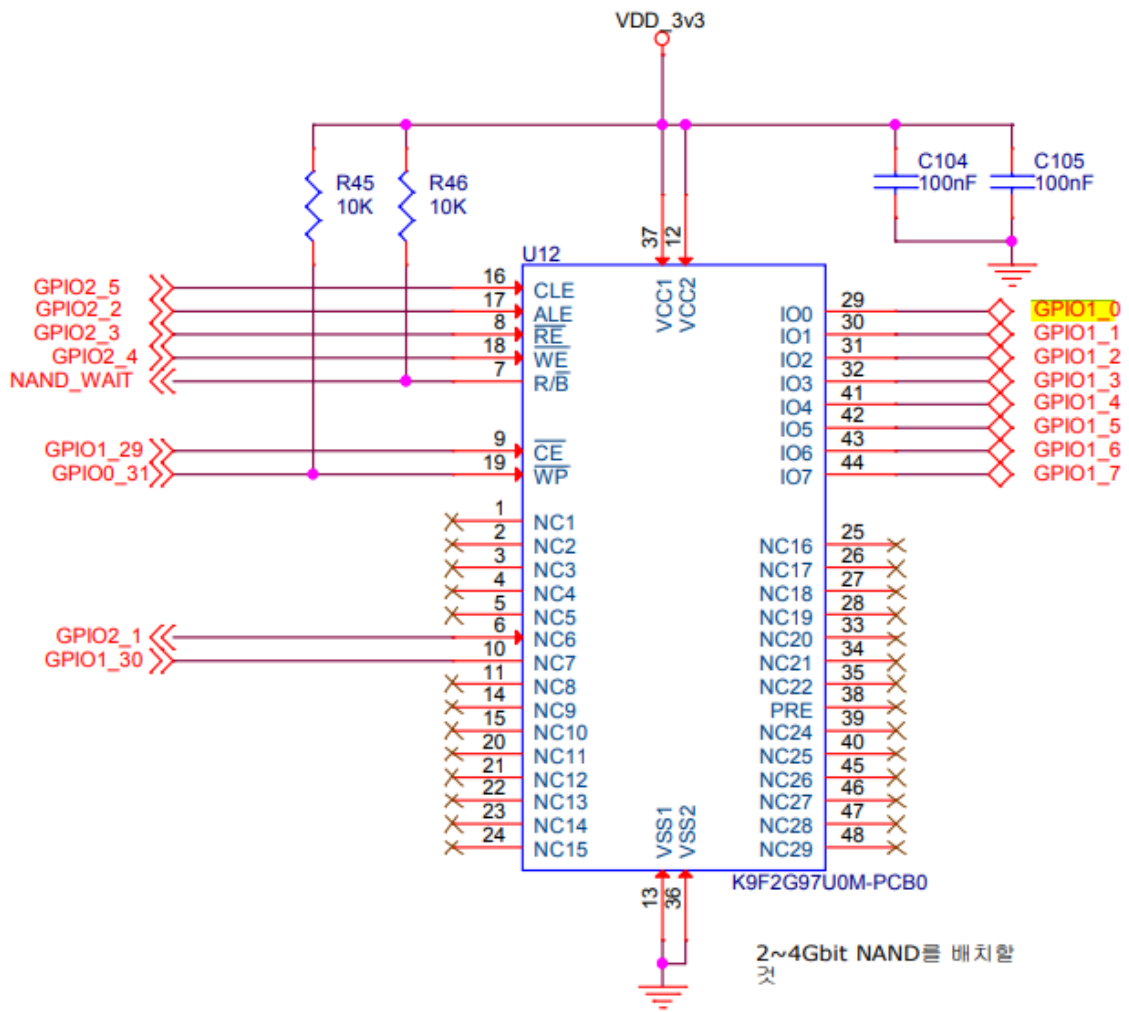 VDD_3v3
R45
10K
R46
10K
C104
100nF
C105
100nF
U12
37
12
VCC1
VCC2
GPIO2_5 16 CLE
GPIO2_2 17 ALE
GPIO2_3 8 RE
GPIO2_4 18 WE
NAND_WAIT 7 R/B
GPIO1_29 9 CE
GPIO0_31 19 WP
1 NC1
2 NC2
3 NC3
4 NC4
5 NC5
GPIO2_1 6 NC6
GPIO1_30 10 NC7
11 NC8
14 NC9
15 NC10
20 NC11
21 NC12
22 NC13
23 NC14
24 NC15
IO0 29 GPIO1_0
IO1 30 GPIO1_1
IO2 31 GPIO1_2
IO3 32 GPIO1_3
IO4 41 GPIO1_4
IO5 42 GPIO1_5
IO6 43 GPIO1_6
IO7 44 GPIO1_7
NC16 25
NC17 26
NC18 27
NC19 28
NC20 33
NC21 34
NC22 35
PRE 38
NC24 39
NC25 40
NC26 45
NC27 46
NC28 47
NC29 48
VSS1
VSS2
13
36
K9F2G97U0M-PCB0
2~4Gbit NAND를 배치할
것